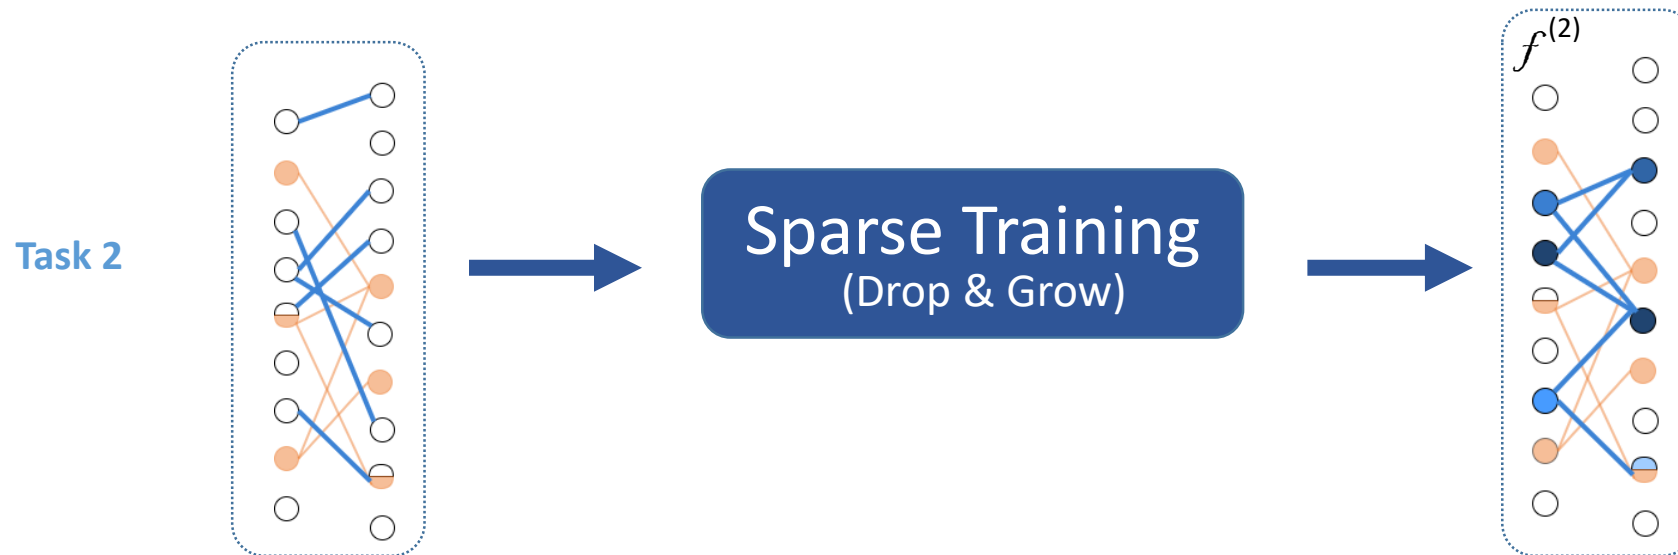 Task 2
Sparse Training
(Drop & Grow)
f(2)